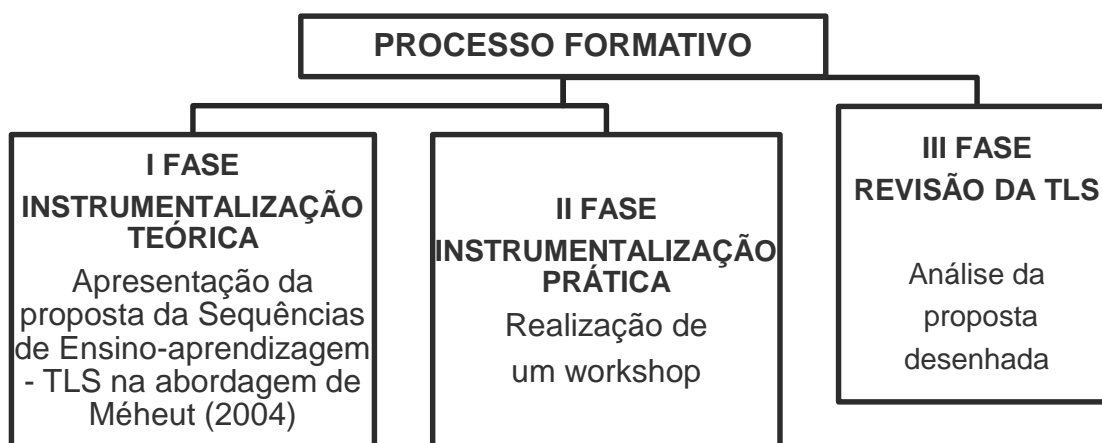 PROCESSO FORMATIVO
I FASE
INSTRUMENTALIZAÇÃO
TEÓRICA
Apresentação da
proposta da Sequências
de Ensino-aprendizagem
- TLS na abordagem de
Méheut (2004)
II FASE
INSTRUMENTALIZAÇÃO
PRÁTICA
Realização de
um workshop
III FASE
REVISÃO DA TLS
Análise da
proposta
desenhada